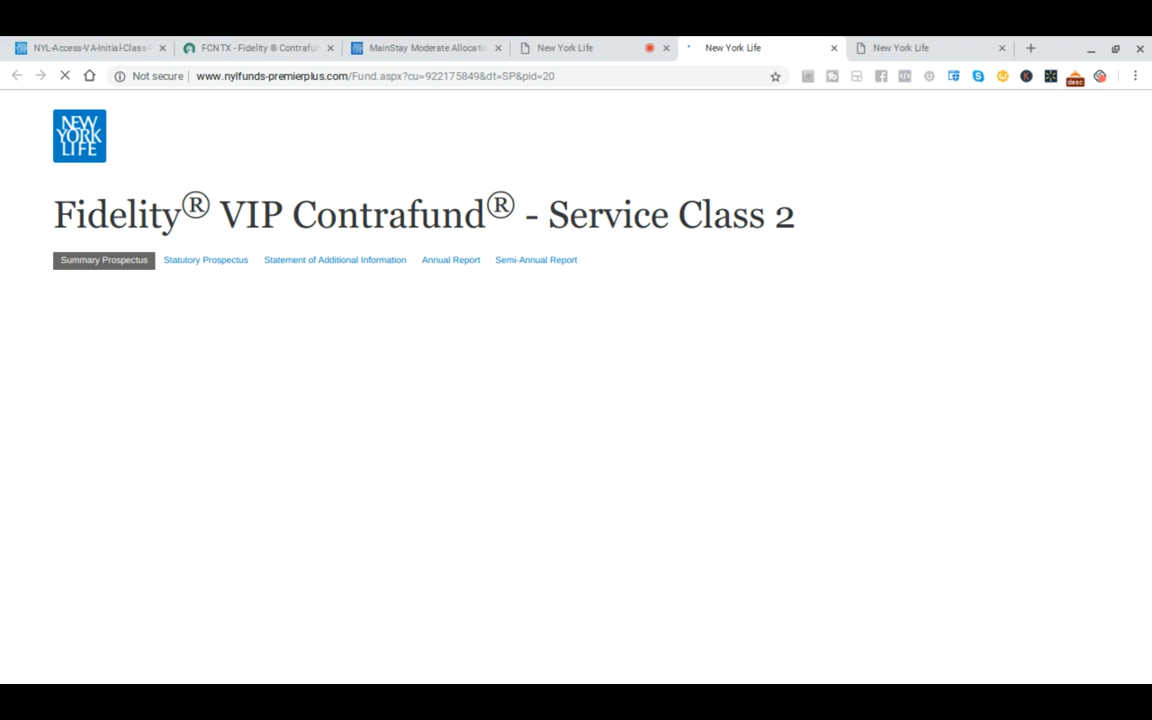 NYL-Access-VA-Initial-Class-
FCNTX - Fidelity ® Contrafu
MainStay Moderate Allocatio
New York Life
New York Life
New York Life
Not secure
www.nylfunds-premierplus.com/Fund.aspx?cu=922175849&dt=SP&pid=20
desc
NEW
YORK
LIFE
Fidelity® VIP Contrafund® - Service Class 2
Summary Prospectus
Statutory Prospectus
Statement of Additional Information
Annual Report
Semi-Annual Report